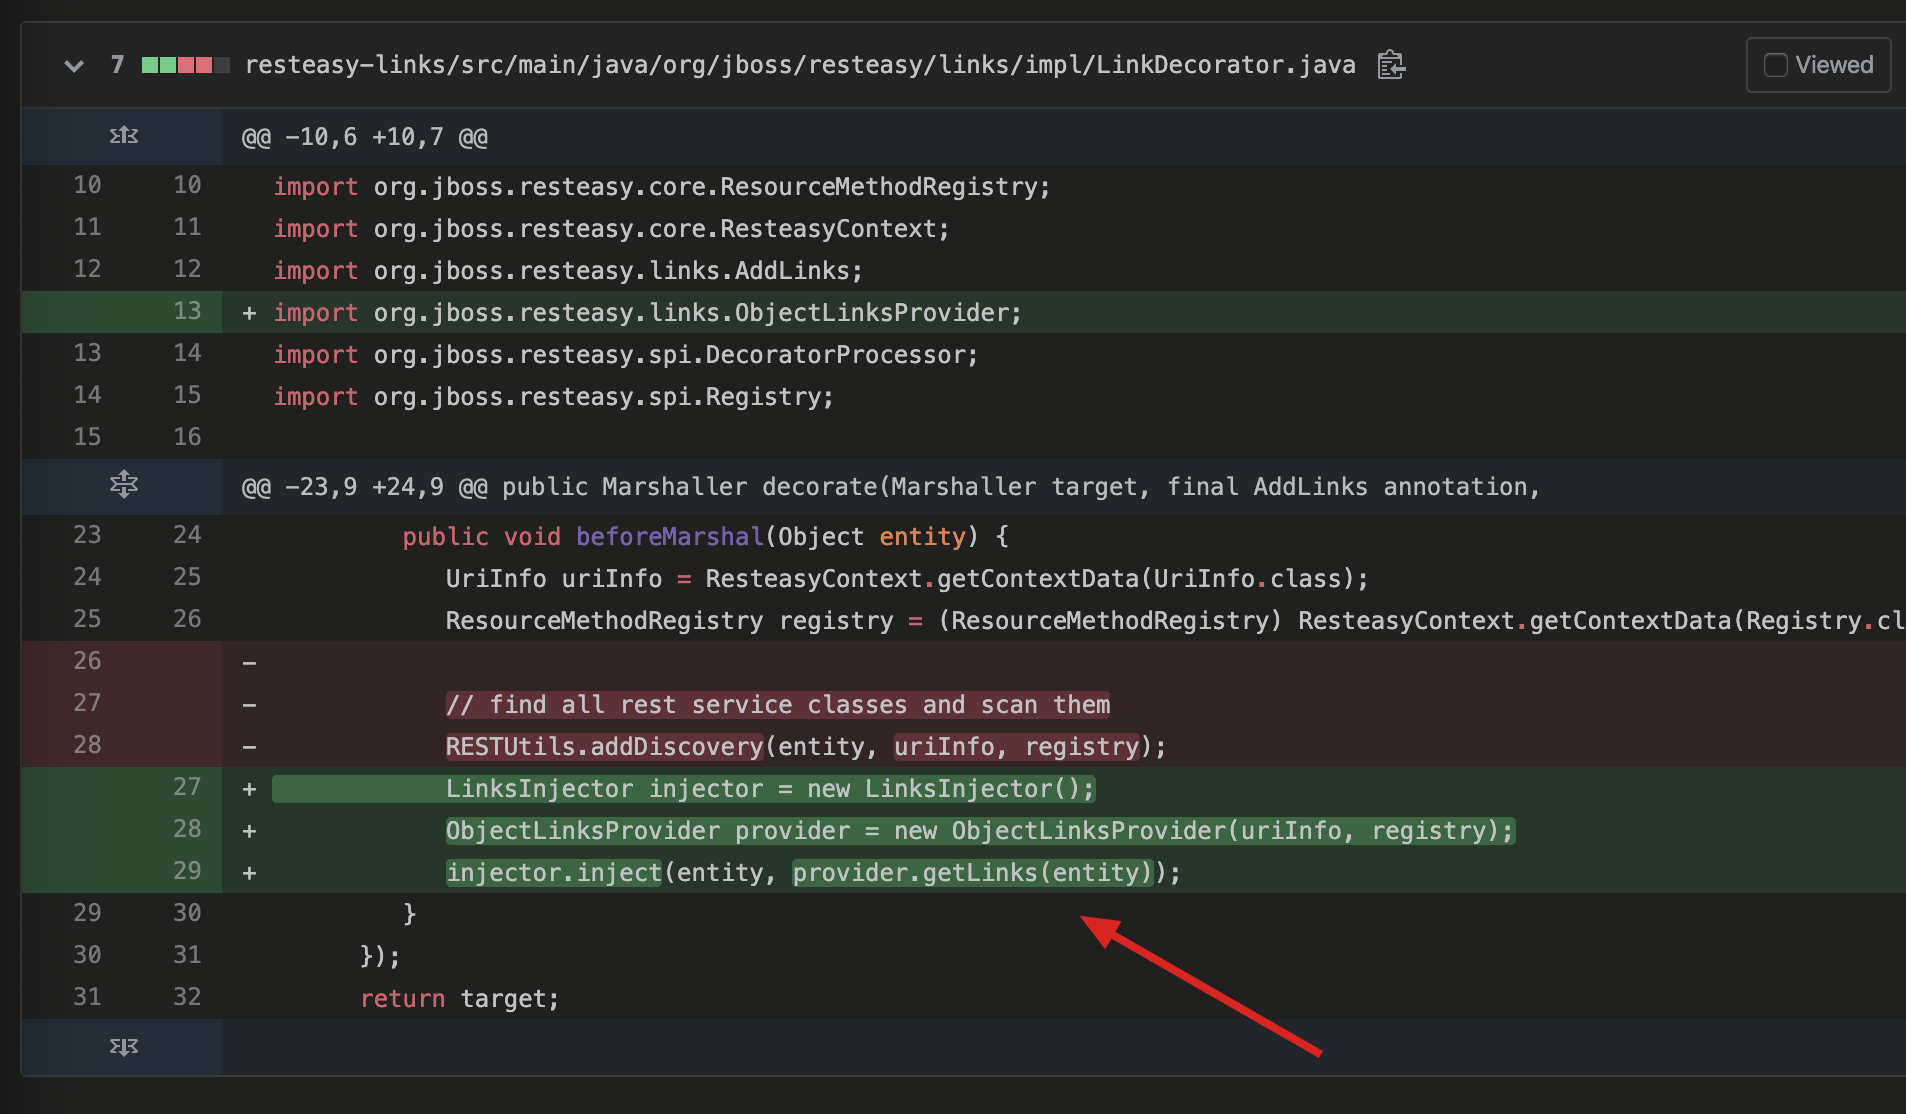 7 resteasy-links/src/main/java/org/jboss/resteasy/links/impl/LinkDecorator.java Viewed
@@ -10,6 +10,7 @@
10 10 import org.jboss.resteasy.core.ResourceMethodRegistry;
11 11 import org.jboss.resteasy.core.ResteasyContext;
12 12 import org.jboss.resteasy.links.AddLinks;
13 + import org.jboss.resteasy.links.ObjectLinksProvider;
13 14 import org.jboss.resteasy.spi.DecoratorProcessor;
14 15 import org.jboss.resteasy.spi.Registry;
15 16
@@ -23,9 +24,9 @@ public Marshaller decorate(Marshaller target, final AddLinks annotation,
23 24 public void beforeMarshal(Object entity) {
24 25 UriInfo uriInfo = ResteasyContext.getContextData(UriInfo.class);
25 26 ResourceMethodRegistry registry = (ResourceMethodRegistry) ResteasyContext.getContextData(Registry.cl
26 -
27 - // find all rest service classes and scan them
28 - RESTUtils.addDiscovery(entity, uriInfo, registry);
27 + LinksInjector injector = new LinksInjector();
28 + ObjectLinksProvider provider = new ObjectLinksProvider(uriInfo, registry);
29 + injector.inject(entity, provider.getLinks(entity));
29 30 }
30 31 });
31 32 return target;